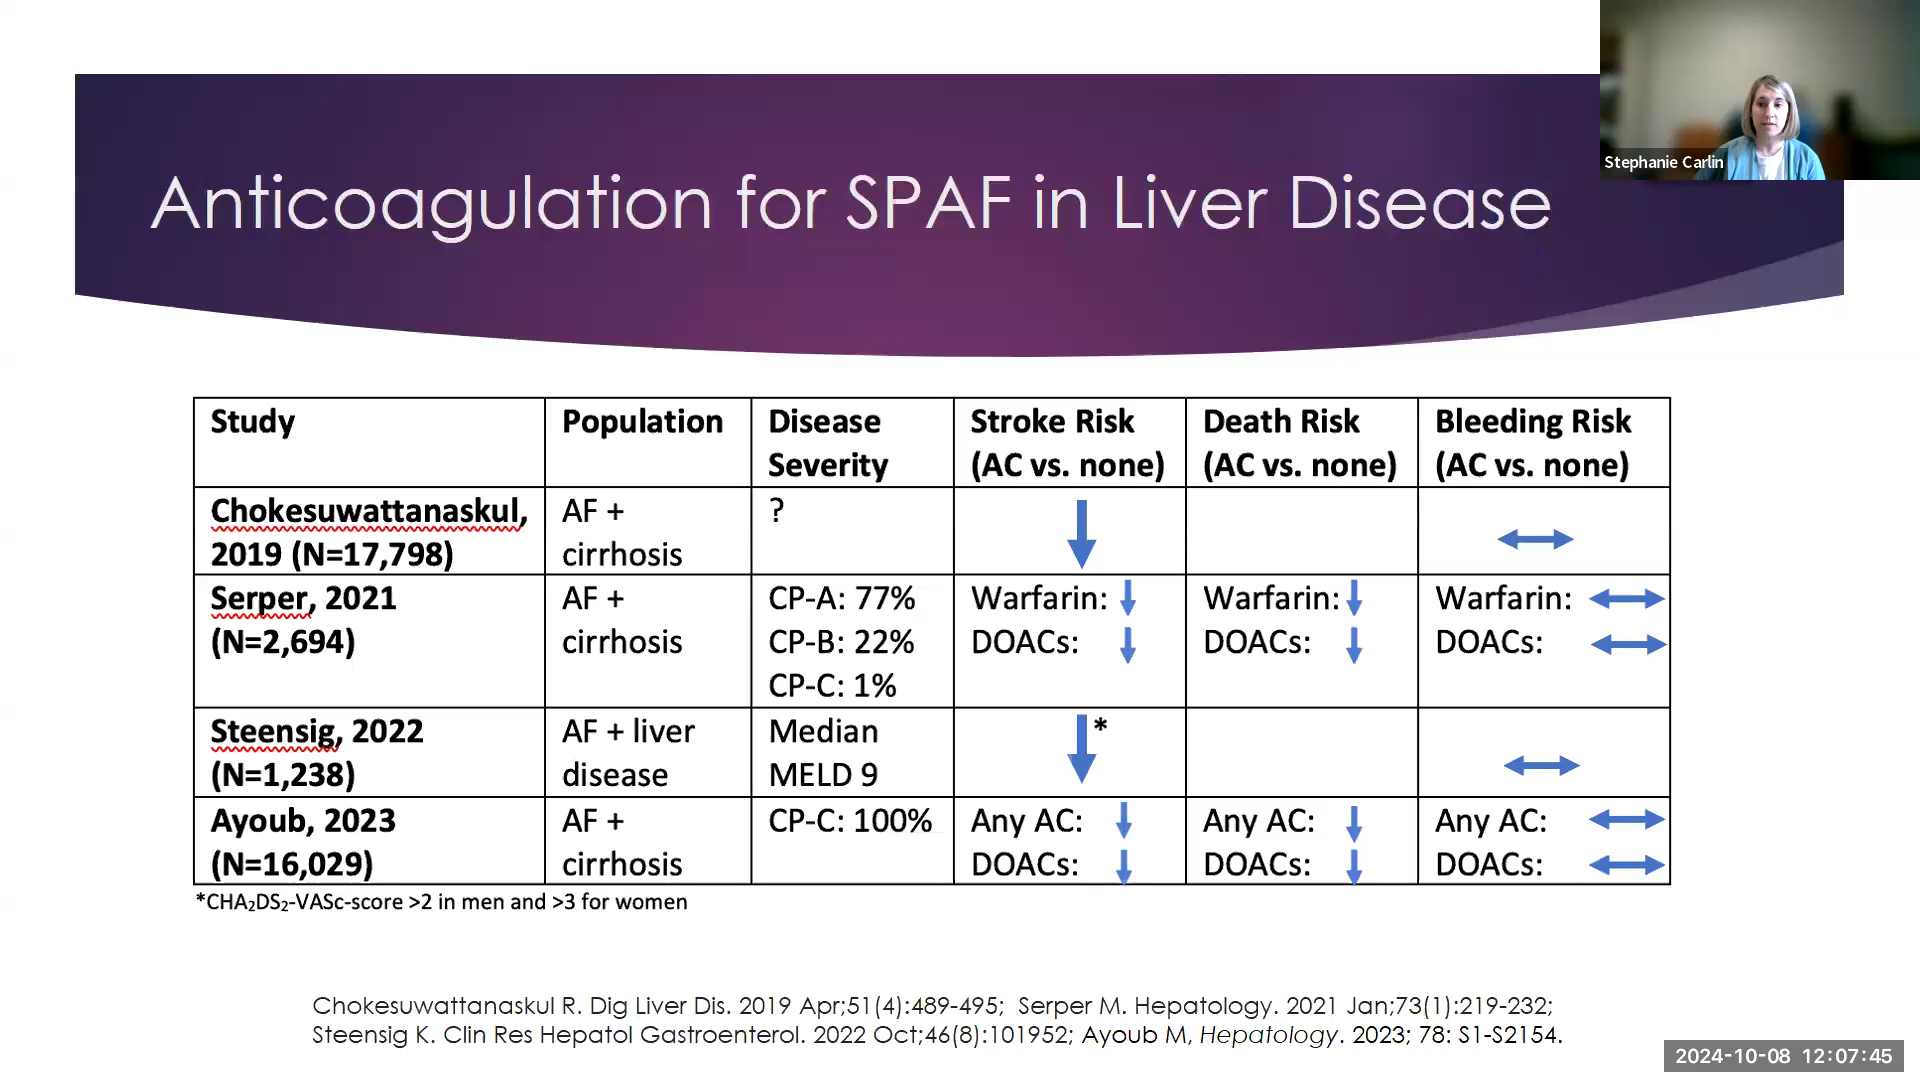 Stephanie Carlin
Anticoagulation for SPAF in Liver Disease
Study Population Disease Severity Stroke Risk (AC vs. none) Death Risk (AC vs. none) Bleeding Risk (AC vs. none)
Chokesuwattanaskul, 2019 (N=17,798) AF + cirrhosis ?
Serper, 2021 (N=2,694) AF + cirrhosis CP-A: 77% CP-B: 22% CP-C: 1% Warfarin: DOACs: Warfarin: DOACs: Warfarin: DOACs:
Steensig, 2022 (N=1,238) AF + liver disease Median MELD 9 *
Ayoub, 2023 (N=16,029) AF + cirrhosis CP-C: 100% Any AC: DOACs: Any AC: DOACs: Any AC: DOACs:
*CHA₂DS₂-VASc-score >2 in men and >3 for women
Chokesuwattanaskul R. Dig Liver Dis. 2019 Apr;51(4):489-495; Serper M. Hepatology. 2021 Jan;73(1):219-232;
Steensig K. Clin Res Hepatol Gastroenterol. 2022 Oct;46(8):101952; Ayoub M, Hepatology. 2023; 78: S1-S2154.
2024-10-08 12:07:45